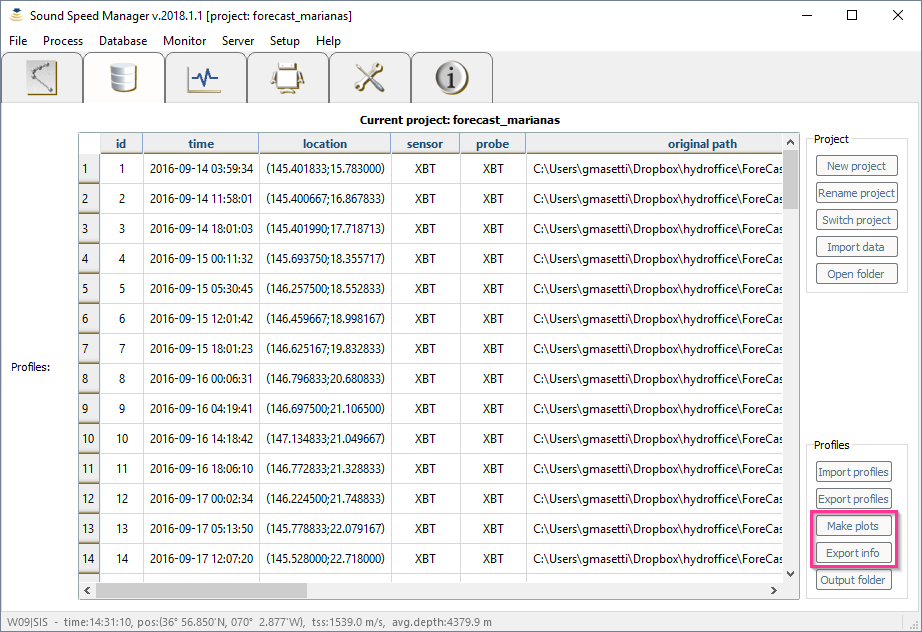 Sound Speed Manager v.2018.1.1 [project: forecast_marianas]
File Process Database Monitor Server Setup Help
Current project: forecast_marianas
id time location sensor probe original path
1 1 2016-09-14 03:59:34 (145.401833;15.783000) XBT XBT C:\Users\gmasetti\Dropbox\hydroffice\ForeCas
2 2 2016-09-14 11:58:01 (145.400667;16.867833) XBT XBT C:\Users\gmasetti\Dropbox\hydroffice\ForeCas
3 3 2016-09-14 18:01:03 (145.401990;17.718713) XBT XBT C:\Users\gmasetti\Dropbox\hydroffice\ForeCas
4 4 2016-09-15 00:11:32 (145.693750;18.355717) XBT XBT C:\Users\gmasetti\Dropbox\hydroffice\ForeCas
5 5 2016-09-15 05:30:45 (146.257500;18.552833) XBT XBT C:\Users\gmasetti\Dropbox\hydroffice\ForeCas
6 6 2016-09-15 12:01:42 (146.459667;18.998167) XBT XBT C:\Users\gmasetti\Dropbox\hydroffice\ForeCas
7 7 2016-09-15 18:01:23 (146.625167;19.832833) XBT XBT C:\Users\gmasetti\Dropbox\hydroffice\ForeCas
Profiles:
8 8 2016-09-16 00:06:31 (146.796833;20.680833) XBT XBT C:\Users\gmasetti\Dropbox\hydroffice\ForeCas
9 9 2016-09-16 04:19:41 (146.697500;21.106500) XBT XBT C:\Users\gmasetti\Dropbox\hydroffice\ForeCas
10 10 2016-09-16 14:18:42 (147.134833;21.049667) XBT XBT C:\Users\gmasetti\Dropbox\hydroffice\ForeCas
11 11 2016-09-16 18:06:10 (146.772833;21.328833) XBT XBT C:\Users\gmasetti\Dropbox\hydroffice\ForeCas
12 12 2016-09-17 00:02:34 (146.224500;21.748833) XBT XBT C:\Users\gmasetti\Dropbox\hydroffice\ForeCas
13 13 2016-09-17 05:13:50 (145.778833;22.079167) XBT XBT C:\Users\gmasetti\Dropbox\hydroffice\ForeCas
14 14 2016-09-17 12:07:20 (145.528000;22.718000) XBT XBT C:\Users\gmasetti\Dropbox\hydroffice\ForeCas
Project
New project
Rename project
Switch project
Import data
Open folder
Profiles
Import profiles
Export profiles
Make plots
Export info
Output folder
W09|SIS - time:14:31:10, pos:(36° 56.850'N, 070° 2.877'W), tss:1539.0 m/s, avg.depth:4379.9 m